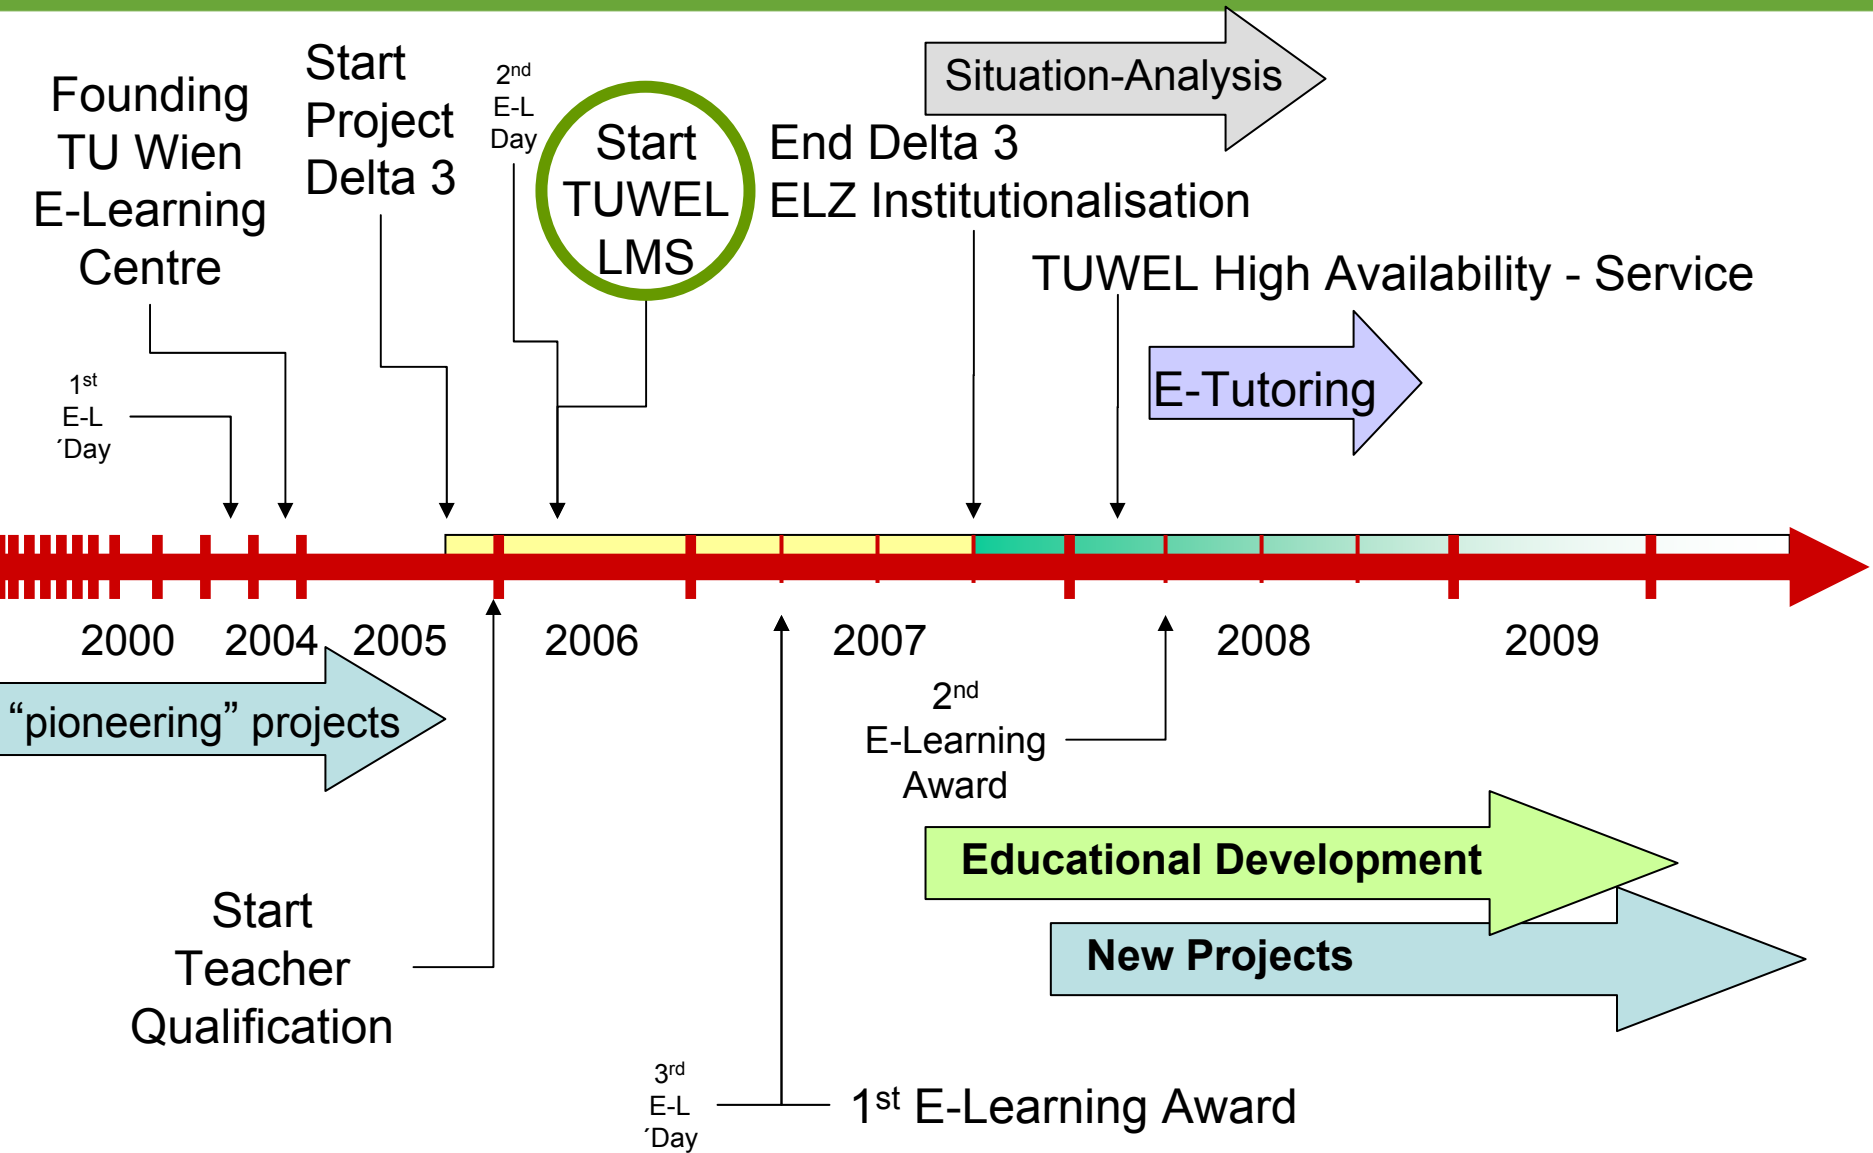 Founding
TU Wien
E-Learning
Centre
Start
Project
Delta 3
2nd
E-L
Day
Start
TUWEL
LMS
Situation-Analysis
End Delta 3
ELZ Institutionalisation
TUWEL High Availability - Service
E-Tutoring
1st
E-L
´Day
2000 2004 2005 2006 2007 2008 2009
“pioneering” projects
2nd
E-Learning
Award
Educational Development
New Projects
Start
Teacher
Qualification
3rd
E-L
´Day
1st E-Learning Award